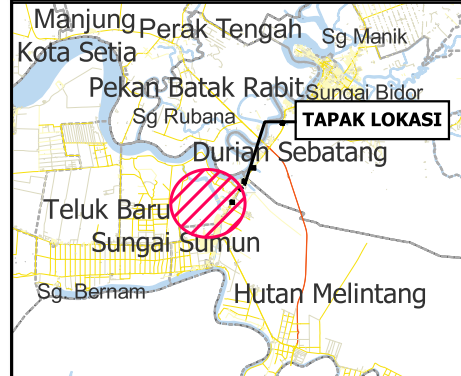 Manjung
Perak Tengah
Sg Manik
Kota Setia
Pekan Batak Rabit
Sungai Bidor
Sg Rubana
TAPAK LOKASI
Durian Sebatang
Teluk Baru
Sungai Sumun
Sg. Bernam
Hutan Melintang